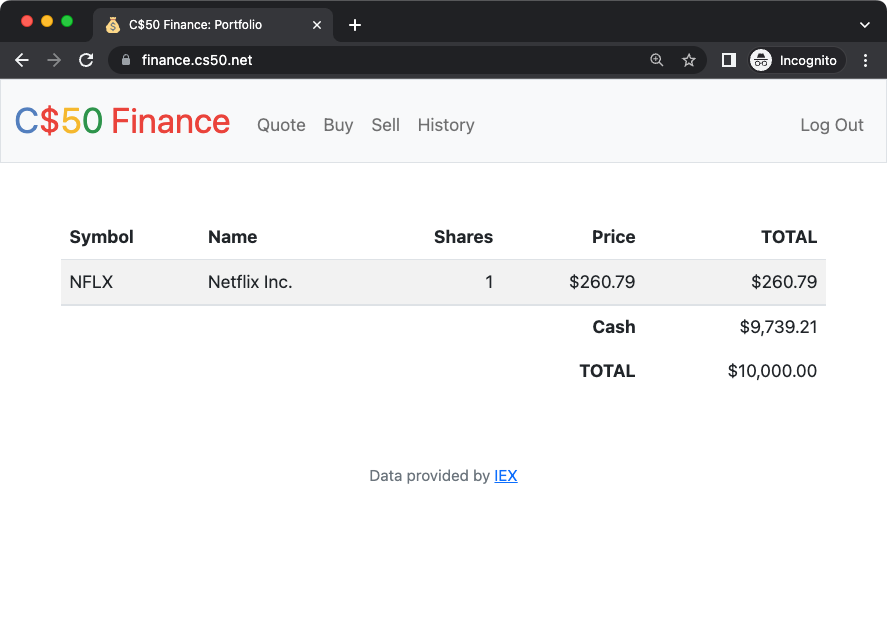 C$50 Finance: Portfolio
finance.cs50.net Incognito
C$50 Finance Quote Buy Sell History Log Out
Symbol Name Shares Price TOTAL
NFLX Netflix Inc. 1 $260.79 $260.79
Cash $9,739.21
TOTAL $10,000.00
Data provided by IEX